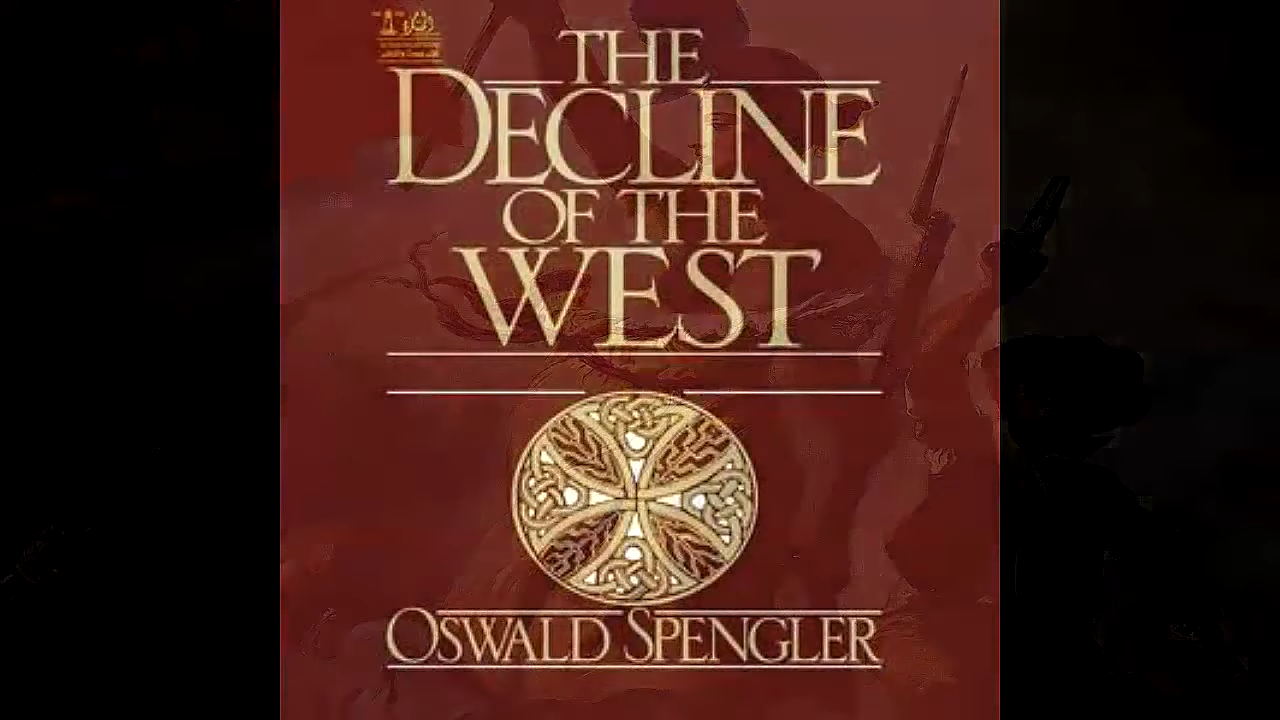 THE
DECLINE
OF THE
WEST
OSWALD SPENGLER